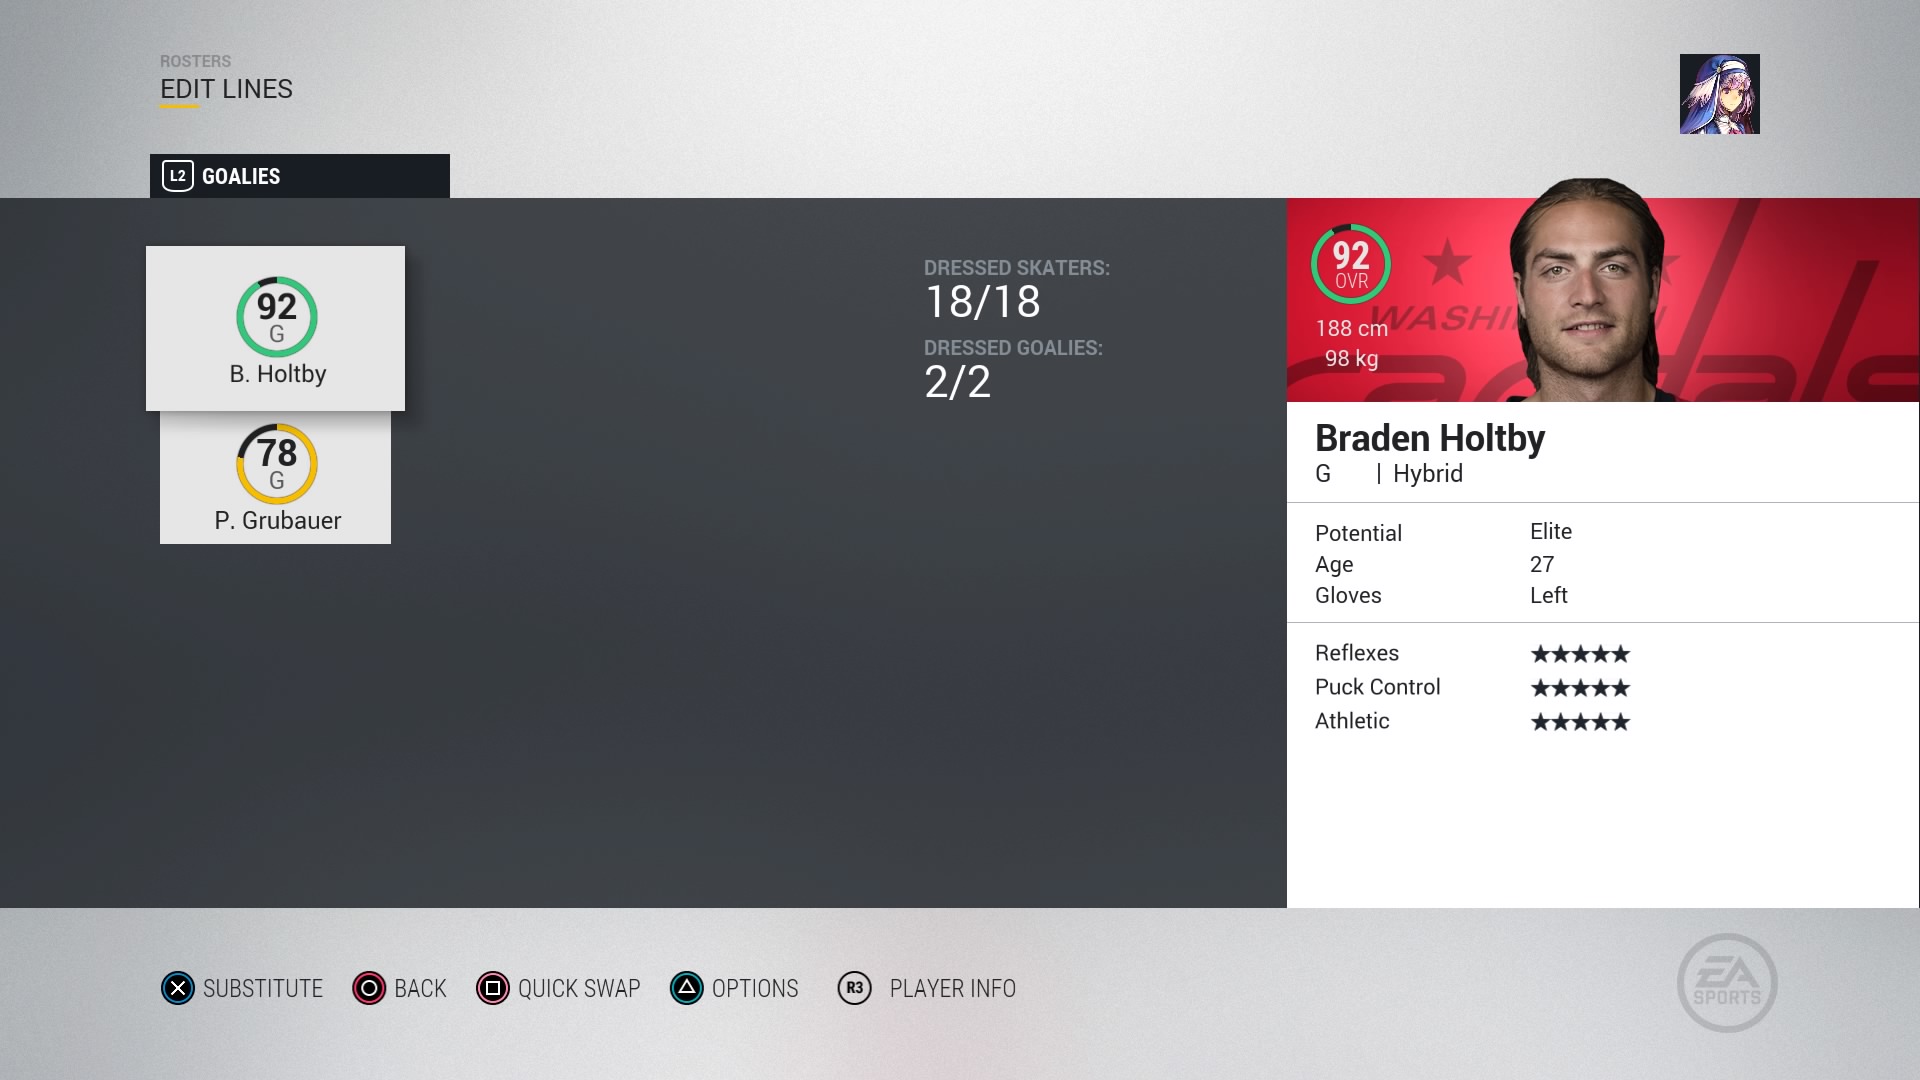 ROSTERS
EDIT LINES
L2 GOALIES
92
G
B. Holtby
78
G
P. Grubauer
DRESSED SKATERS:
18/18
DRESSED GOALIES:
2/2
92
OVR
188 cm
98 kg
Braden Holtby
G | Hybrid
Potential Elite
Age 27
Gloves Left
Reflexes ★★★★★
Puck Control ★★★★★
Athletic ★★★★★
SUBSTITUTE BACK QUICK SWAP OPTIONS R3 PLAYER INFO
EA
SPORTS